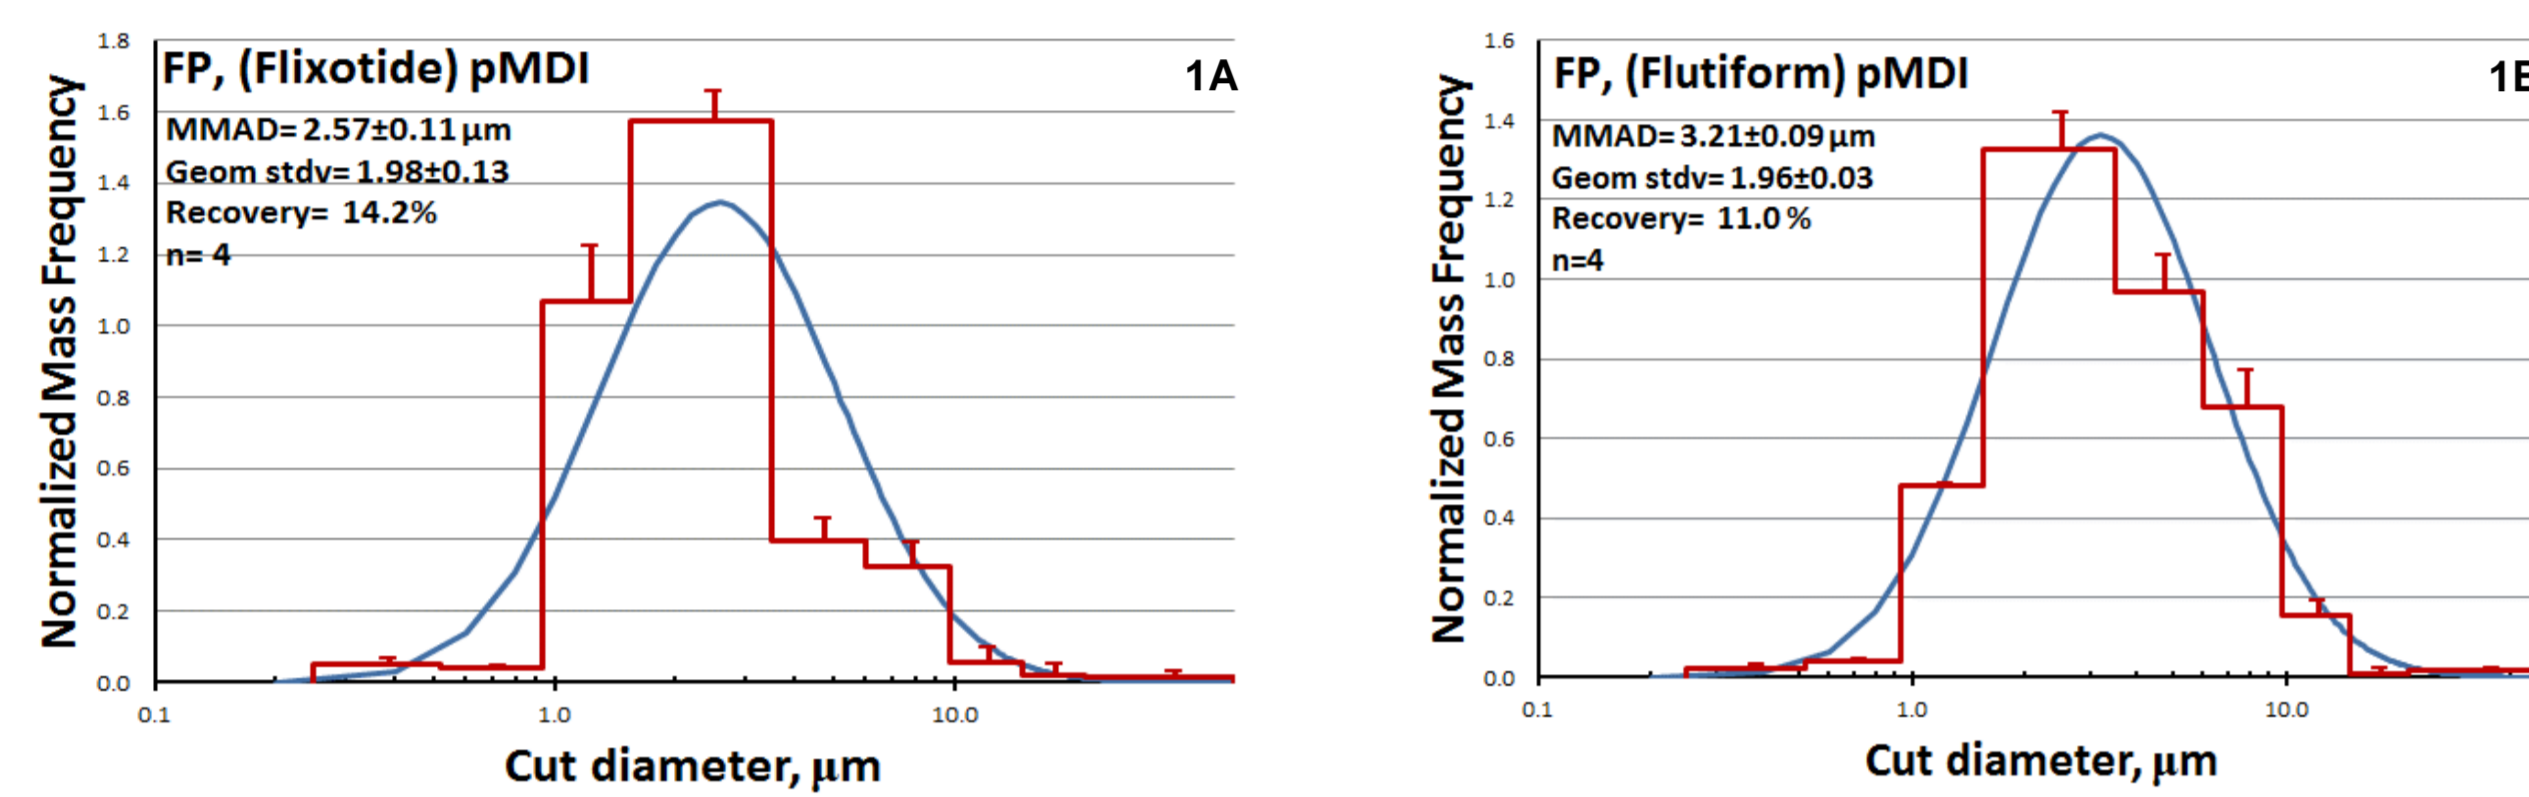 FP, (Flixotide) pMDI
1A
MMAD= 2.57±0.11 µm
Geom stdv= 1.98±0.13
Recovery= 14.2%
n= 4
Normalized Mass Frequency
1.8
1.6
1.4
1.2
1.0
0.8
0.6
0.4
0.2
0.0
0.1
1.0
10.0
Cut diameter, µm
FP, (Flutiform) pMDI
MMAD= 3.21±0.09 µm
Geom stdv= 1.96±0.03
Recovery= 11.0 %
n=4
Normalized Mass Frequency
1.6
1.4
1.2
1.0
0.8
0.6
0.4
0.2
0.0
0.1
1.0
10.0
Cut diameter, µm